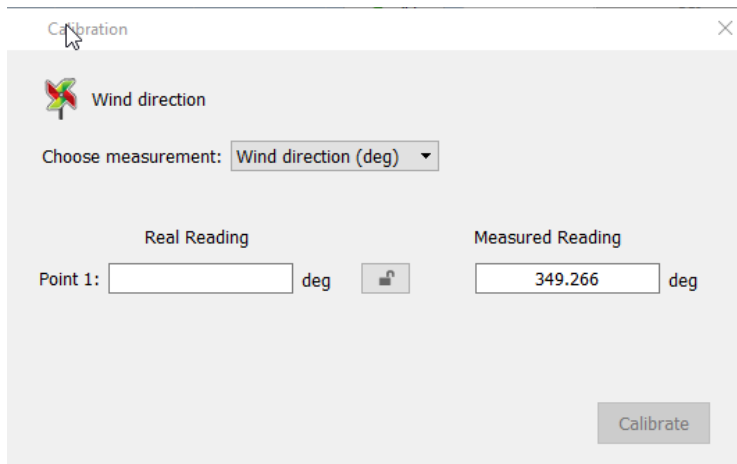 Calibration
Wind direction
Choose measurement: Wind direction (deg)
Real Reading Measured Reading
Point 1: deg 349.266 deg
Calibrate